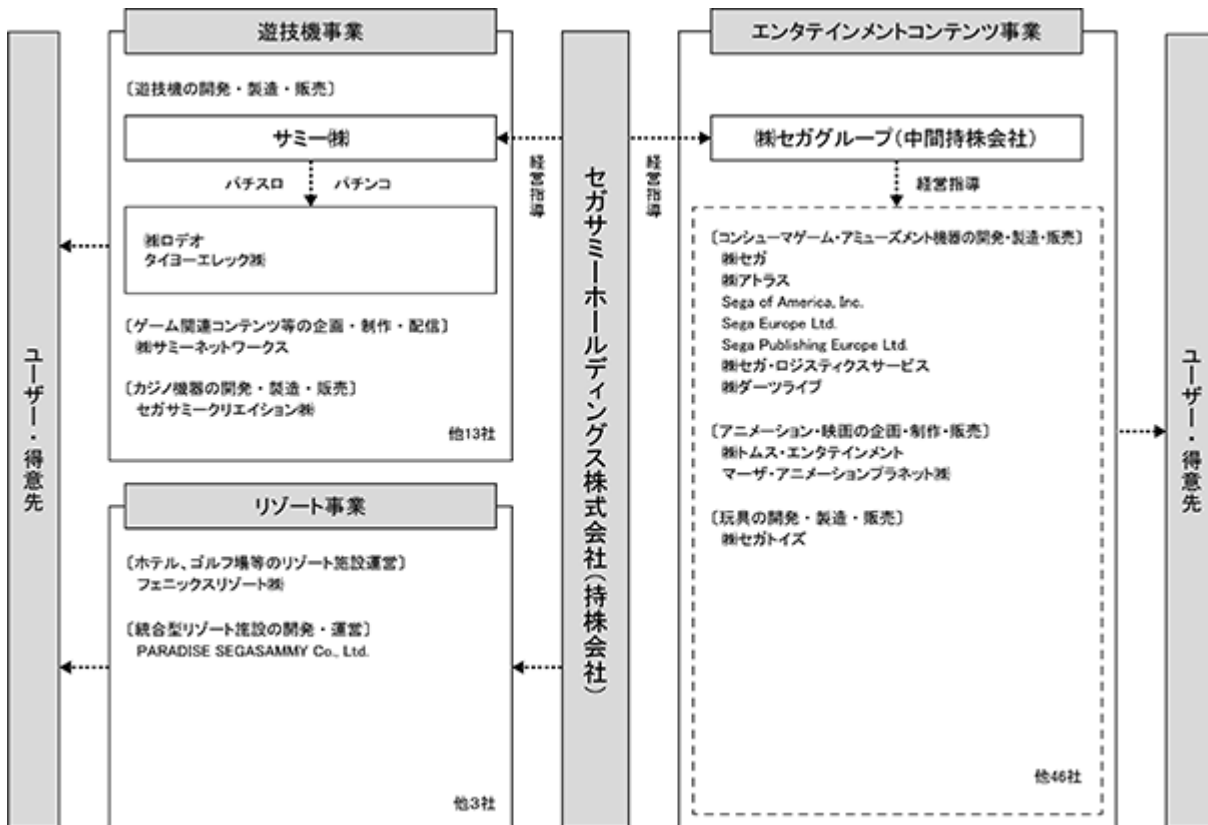 ユーザー・得意先
遊技機事業
〔遊技機の開発・製造・販売〕
サミー㈱
パチスロ
パチンコ
㈱ロデオ
タイヨーエレック㈱
〔ゲーム関連コンテンツ等の企画・制作・配信〕
㈱サミーネットワークス
〔カジノ機器の開発・製造・販売〕
セガサミークリエイション㈱
他13社
リゾート事業
〔ホテル、ゴルフ場等のリゾート施設運営〕
フェニックスリゾート㈱
〔統合型リゾート施設の開発・運営〕
PARADISE SEGASAMMY Co., Ltd.
他3社
経営指導
セガサミーホールディングス株式会社(持株会社)
経営指導
エンタテインメントコンテンツ事業
㈱セガグループ(中間持株会社)
経営指導
〔コンシューマゲーム・アミューズメント機器の開発・製造・販売〕
㈱セガ
㈱アトラス
Sega of America, Inc.
Sega Europe Ltd.
Sega Publishing Europe Ltd.
㈱セガ・ロジスティクスサービス
㈱ダーツライブ
〔アニメーション・映画の企画・制作・販売〕
㈱トムス・エンタテインメント
マーザ・アニメーションプラネット㈱
〔玩具の開発・製造・販売〕
㈱セガトイズ
他46社
ユーザー・得意先